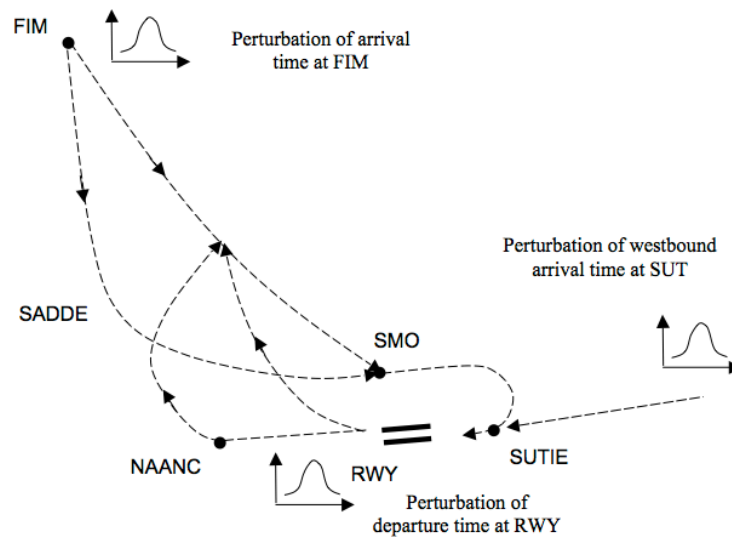 FIM
Perturbation of arrival
time at FIM
Perturbation of westbound
arrival time at SUT
SADDE
SMO
NAANC
RWY
SUTIE
Perturbation of
departure time at RWY